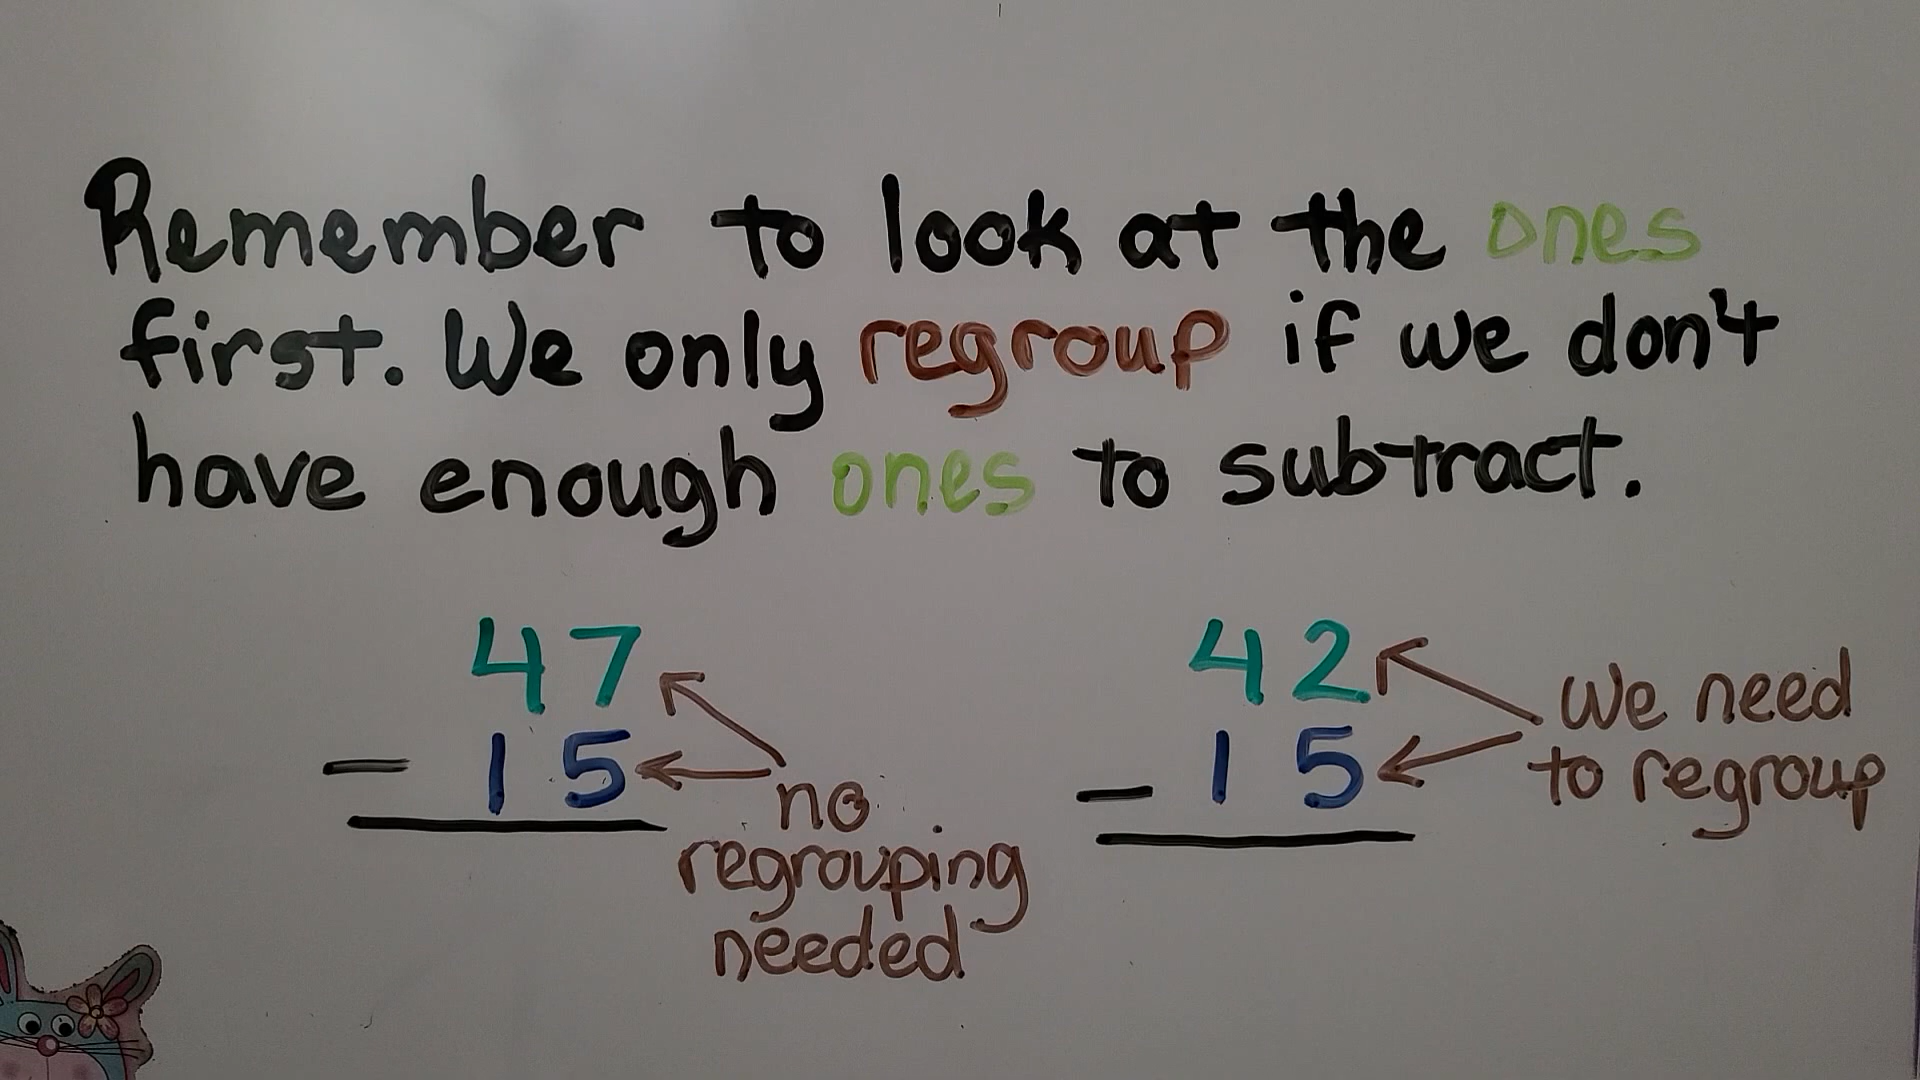 Remember to look at the ones
first. We only regroup if we don't
have enough ones to subtract.
47
- 15
no
regrouping
needed
42
- 15
we need
to regroup